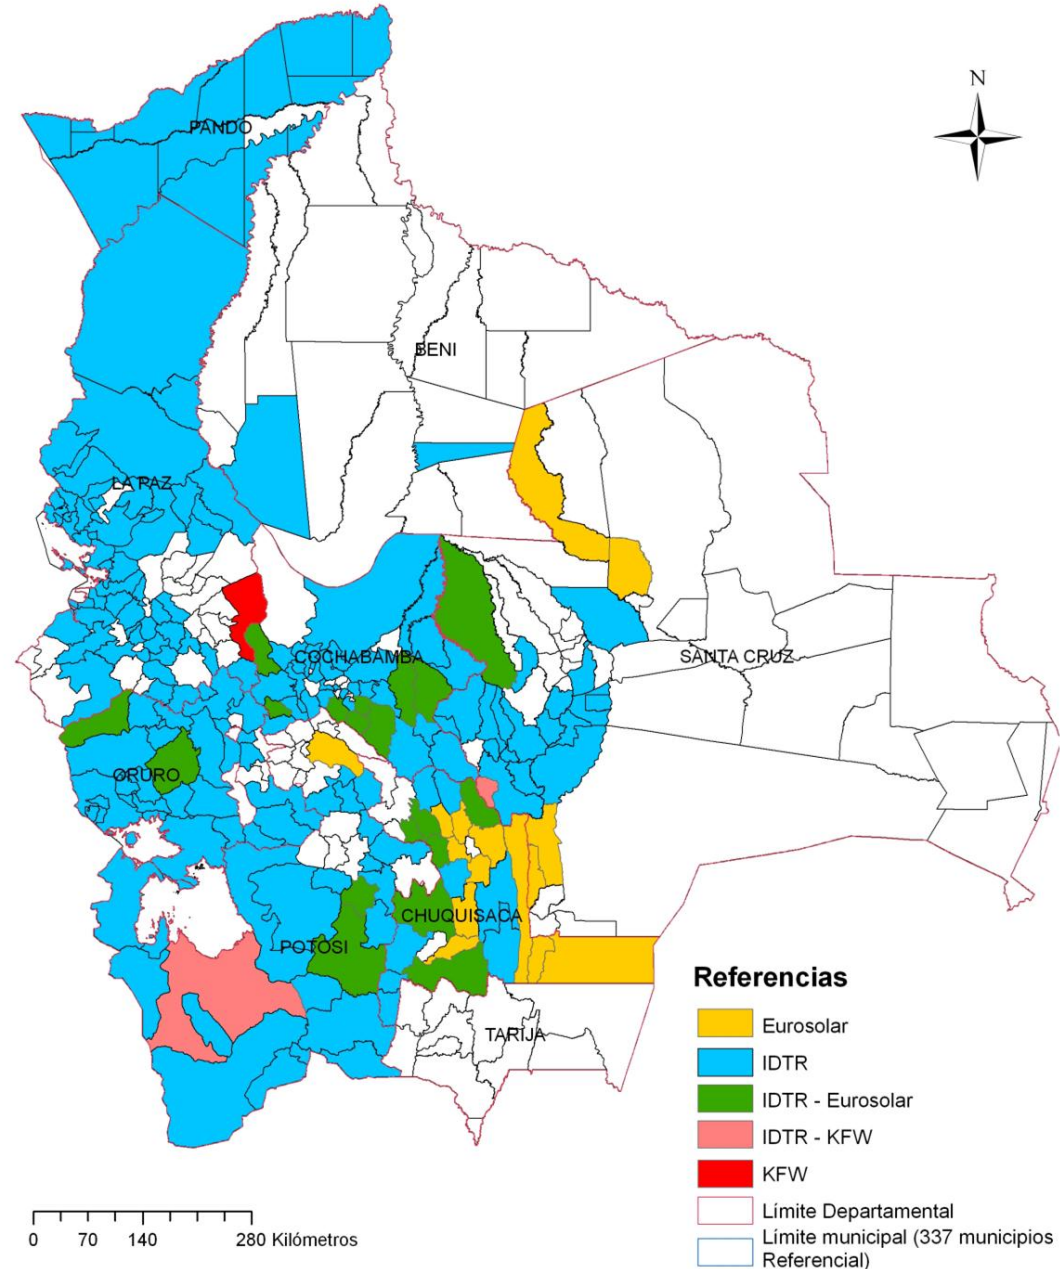 N
PANDO
BENI
LA PAZ
COCHABAMBA
SANTA CRUZ
ORURO
CHUQUISACA
POTOSI
TARIJA
Referencias
Eurosolar
IDTR
IDTR - Eurosolar
IDTR - KFW
KFW
Límite Departamental
Límite municipal (337 municipios
Referencial)
0 70 140 280 Kilómetros